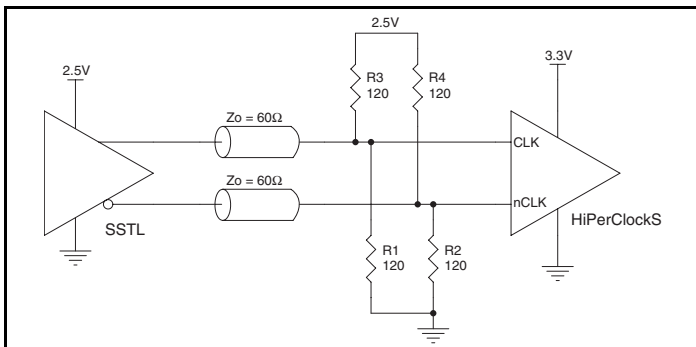 2.5V
2.5V
3.3V
R3
120
R4
120
Zo = 60Ω
CLK
Zo = 60Ω
nCLK
SSTL
HiPerClockS
R1
120
R2
120